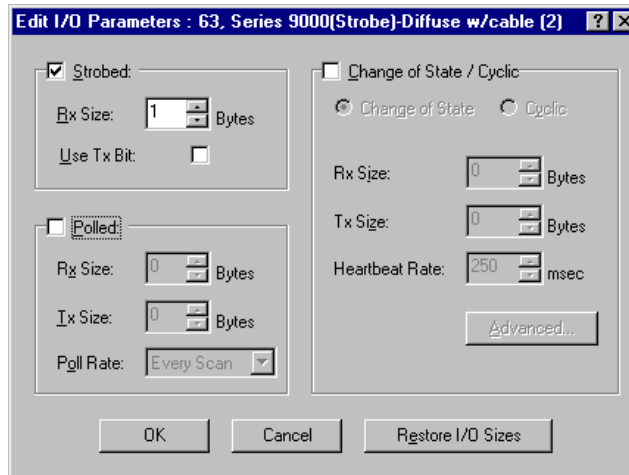 Edit I/O Parameters : 63, Series 9000(Strobe)-Diffuse w/cable (2)
Strobed:
Rx Size: 1 Bytes
Use Tx Bit:
Polled:
Rx Size: 0 Bytes
Tx Size: 0 Bytes
Poll Rate: Every Scan
Change of State / Cyclic
Change of State Cyclic
Rx Size: 0 Bytes
Tx Size: 0 Bytes
Heartbeat Rate: 250 msec
Advanced...
OK Cancel Restore I/O Sizes